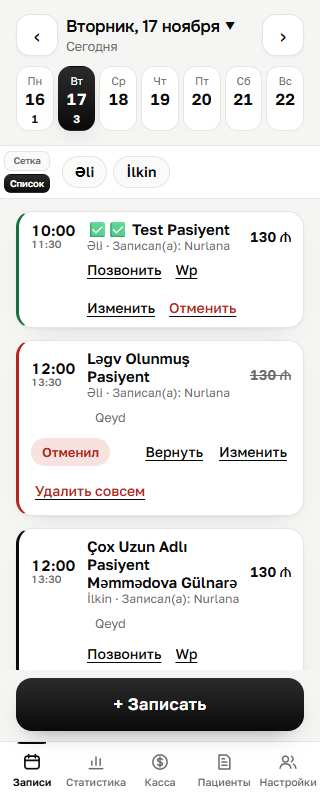 ‹
Вторник, 17 ноября ▼
Сегодня
›
Пн
16
1
Вт
17
3
Ср
18
Чт
19
Пт
20
Сб
21
Вс
22
Сетка
Список
Əli
İlkin
10:00
11:30
✅ ✅ Test Pasiyent
Əli · Записал(а): Nurlana
130 ₼
Позвонить Wp
Изменить Отменить
12:00
13:30
Ləgv Olunmuş
Pasiyent
Əli · Записал(а): Nurlana
130 ₼
Qeyd
Отменил
Вернуть Изменить
Удалить совсем
12:00
13:30
Çox Uzun Adlı
Pasiyent
Məmmədova Gülnarə
İlkin · Записал(а): Nurlana
130 ₼
Qeyd
Позвонить Wp
+ Записать
Записи
Статистика
Касса
Пациенты
Настройки